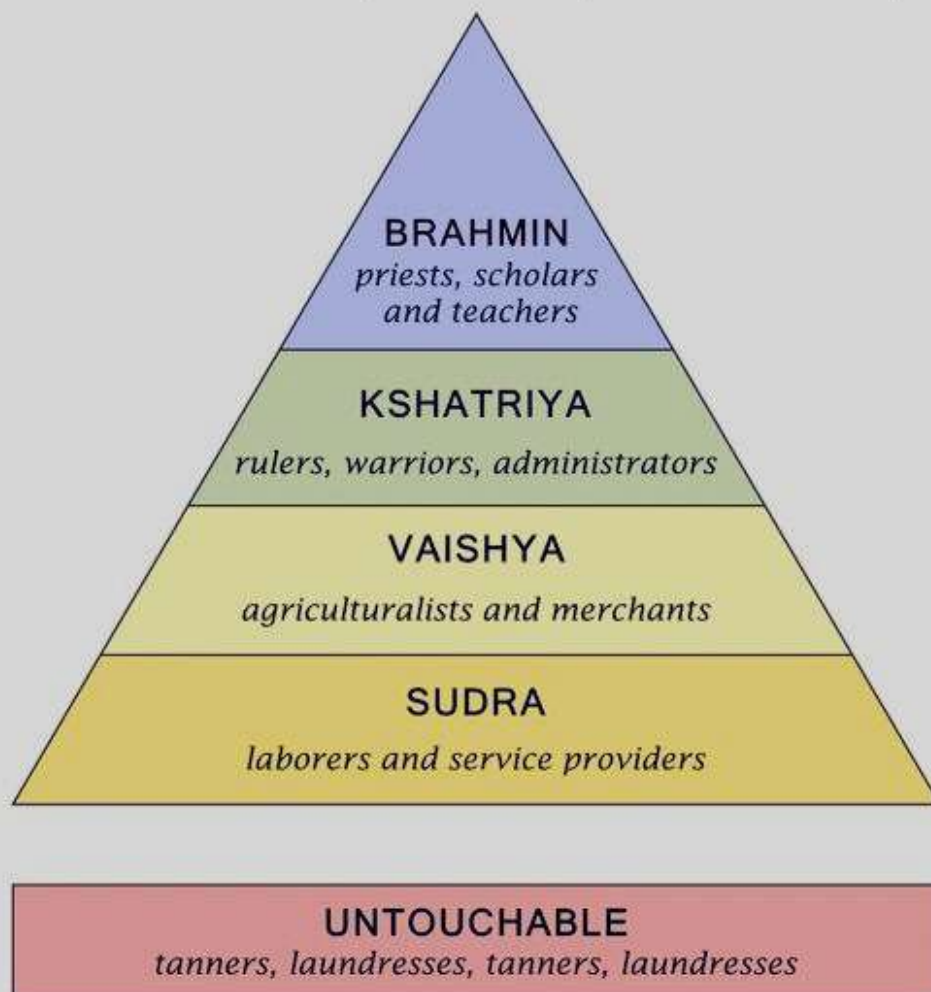 BRAHMIN
priests, scholars
and teachers
KSHATRIYA
rulers, warriors, administrators
VAISHYA
agriculturalists and merchants
SUDRA
laborers and service providers
UNTOUCHABLE
tanners, laundresses, tanners, laundresses